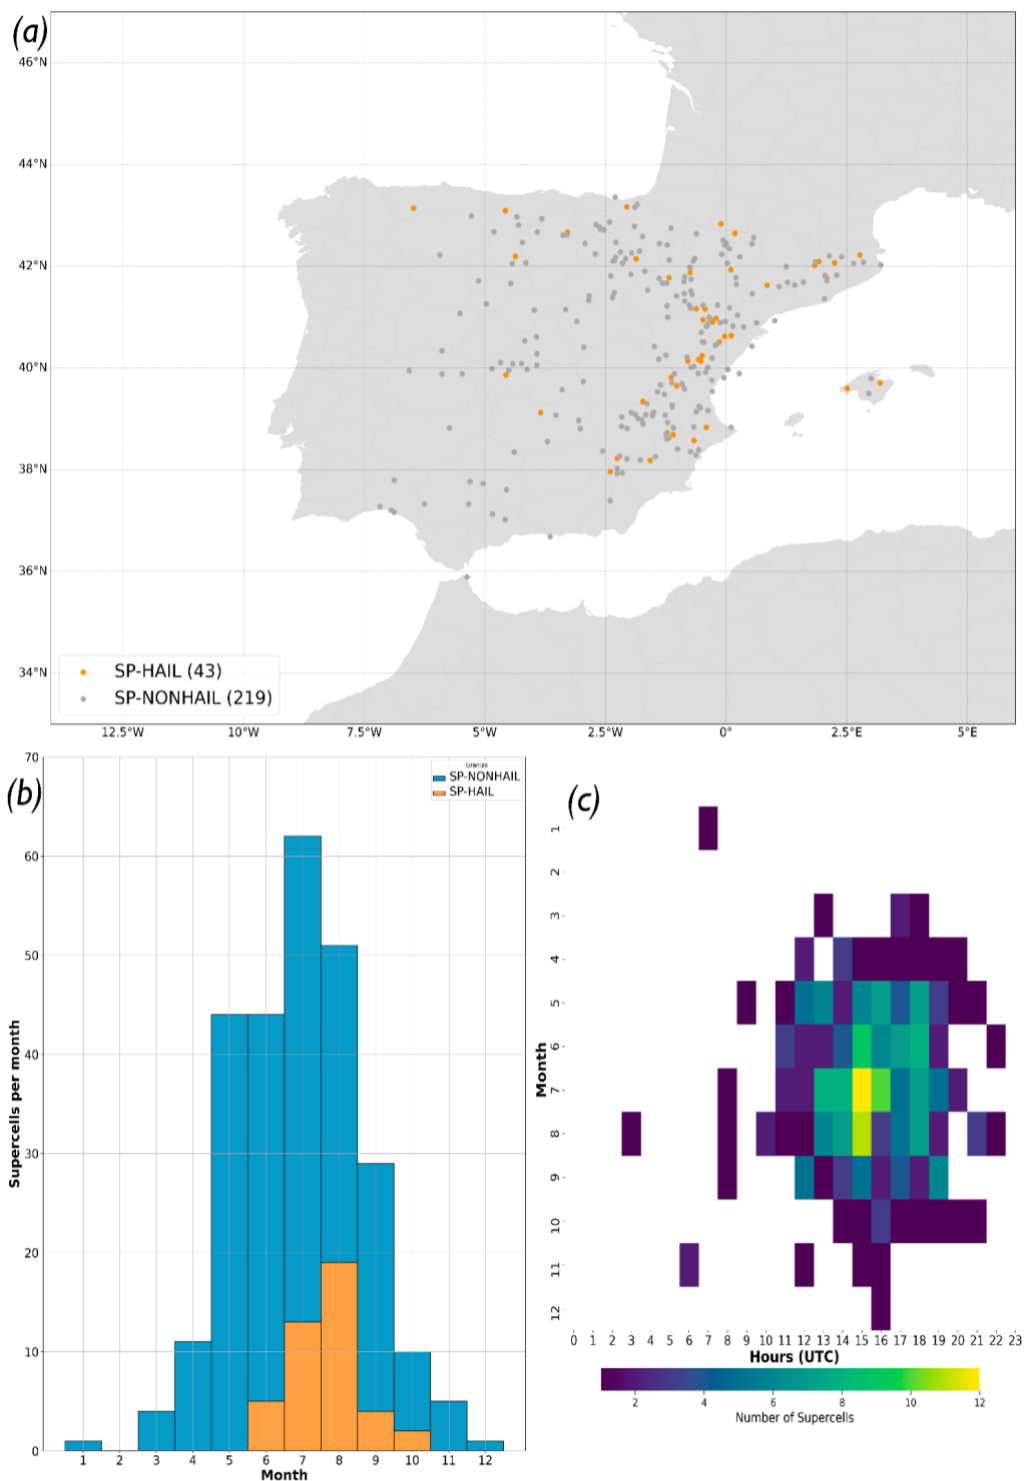 (a)
46°N
44°N
42°N
40°N
38°N
36°N
34°N
SP-HAIL (43)
SP-NONHAIL (219)
12.5°W 10°W 7.5°W 5°W 2.5°W 0° 2.5°E 5°E
(b)
70
60
50
40
30
20
10
0
Supercells per month
Granizo
SP-NONHAIL
SP-HAIL
1 2 3 4 5 6 7 8 9 10 11 12
Month
(c)
1
2
3
4
5
6
7
8
9
10
11
12
Month
0 1 2 3 4 5 6 7 8 9 10 11 12 13 14 15 16 17 18 19 20 21 22 23
Hours (UTC)
2 4 6 8 10 12
Number of Supercells